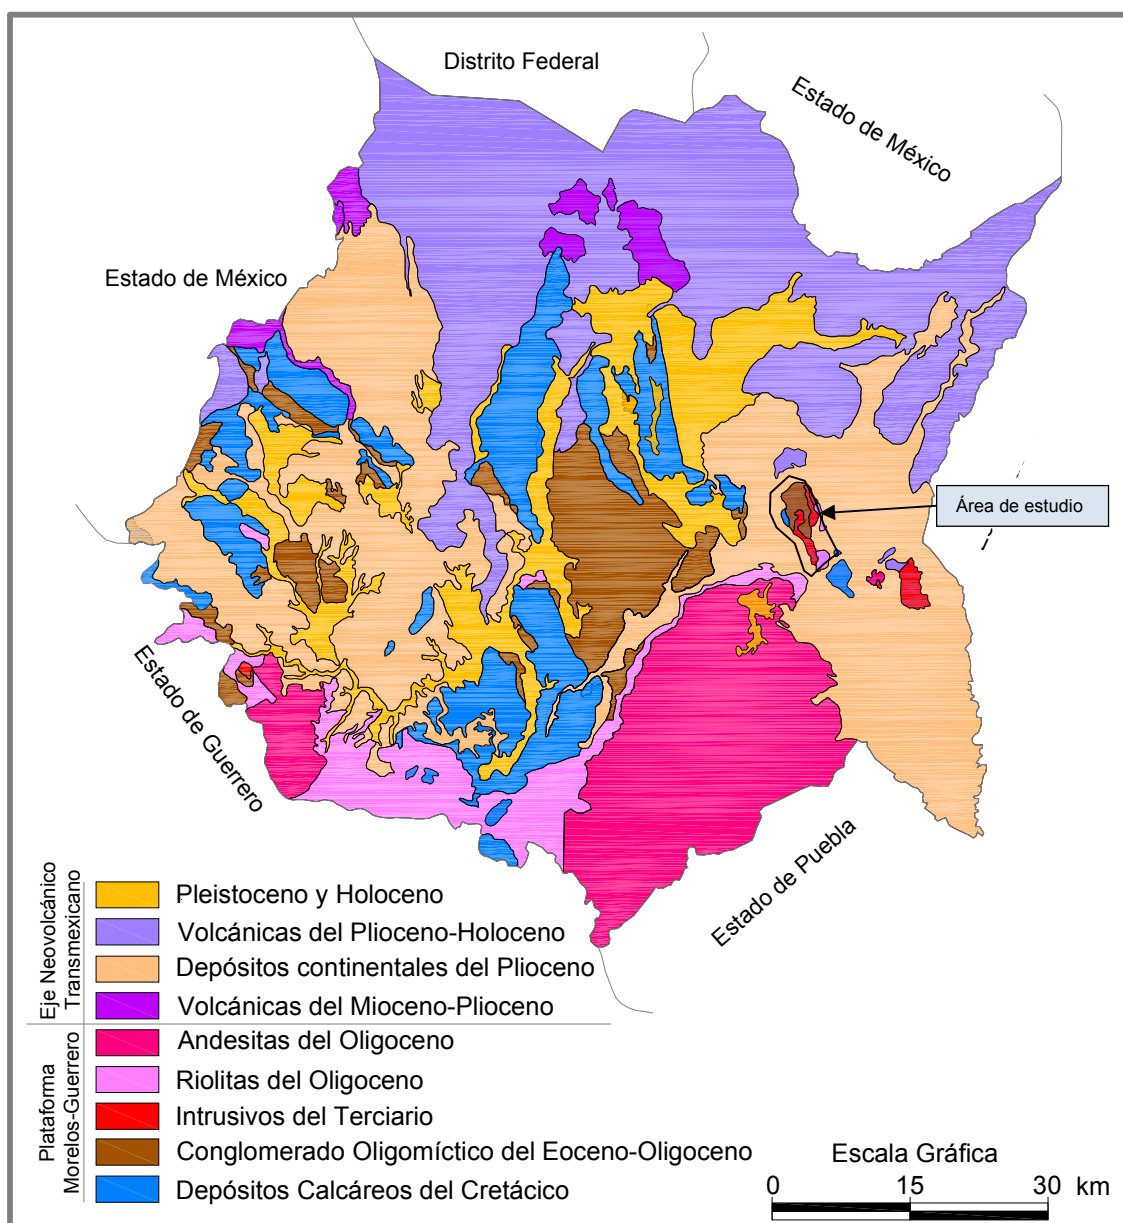 Distrito Federal
Estado de México
Estado de México
Área de estudio
Estado de Guerrero
Estado de Puebla
Eje Neovolcánico
Transmexicano
Pleistoceno y Holoceno
Volcánicas del Plioceno-Holoceno
Depósitos continentales del Plioceno
Volcánicas del Mioceno-Plioceno
Plataforma
Morelos-Guerrero
Andesitas del Oligoceno
Riolitas del Oligoceno
Intrusivos del Terciario
Conglomerado Oligomíctico del Eoceno-Oligoceno
Depósitos Calcáreos del Cretácico
Escala Gráfica
0 15 30 km